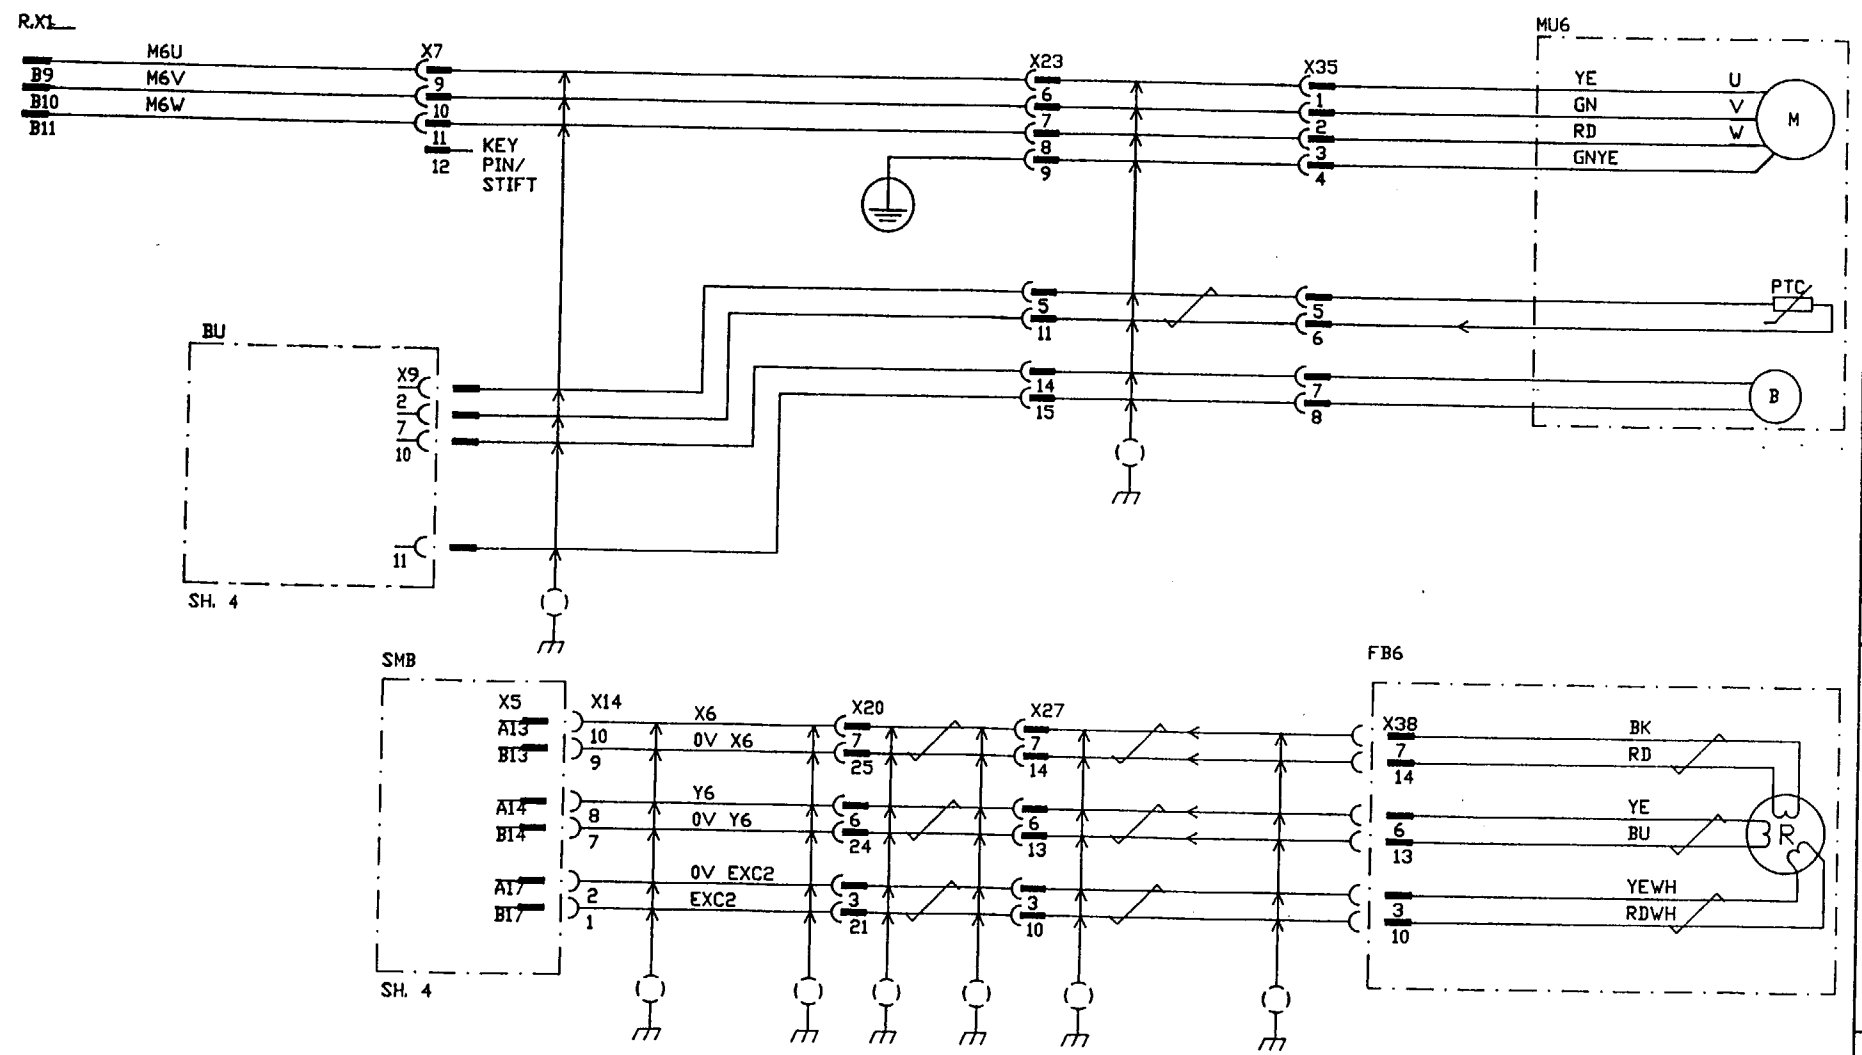 R.X1
MU6
B9 M6U X7 X23 X35 YE U
B10 M6V 9 6 1 GN V M
B11 M6W 10 7 2 RD W
11 8 3 GNYE
12 9 4
KEY
PIN/
STIFT
PTC
5 5
11 6
BU
X9 14 7 B
2 15 8
7
10
11
SH. 4
SMB
FB6
X5 X14 X6 X20 X27 X38 BK
A13 10 0V X6 7 7 7 RD
B13 9 25 14 14
A14 8 Y6 6 6 6 YE
B14 7 0V Y6 24 13 13 BU R
A17 2 0V EXC2 3 3 3 YEWH
B17 1 EXC2 21 10 10 RDWH
SH. 4